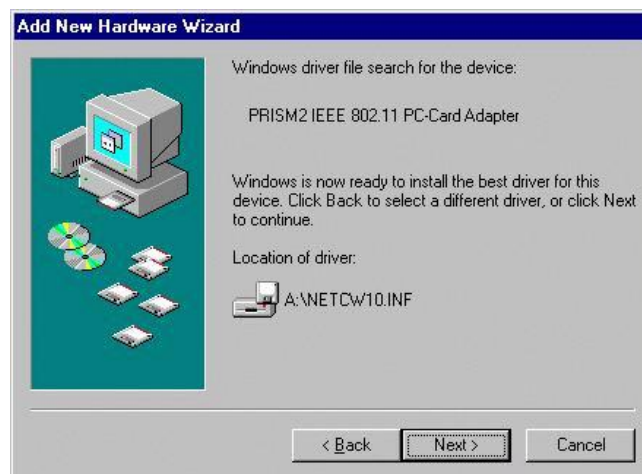 Add New Hardware Wizard
Windows driver file search for the device:
PRISM2 IEEE 802.11 PC-Card Adapter
Windows is now ready to install the best driver for this
device. Click Back to select a different driver, or click Next
to continue.
Location of driver:
A:\NETCW10.INF
< Back
Next >
Cancel